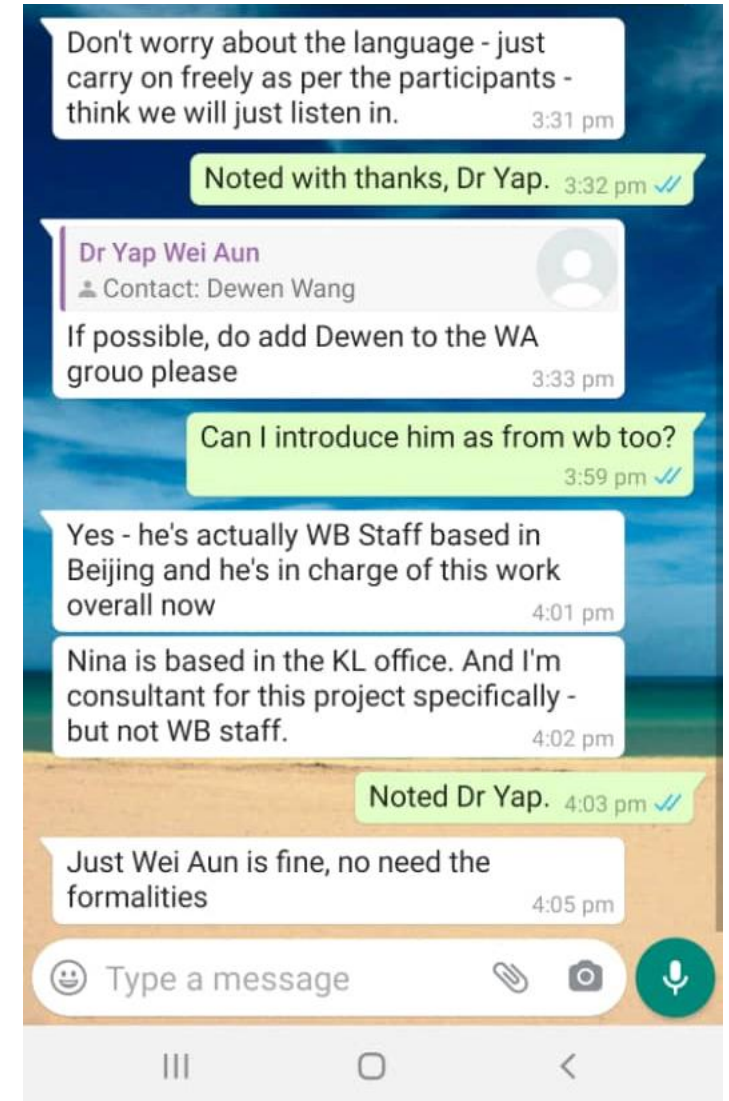 Don't worry about the language - just
carry on freely as per the participants -
think we will just listen in.
3:31 pm
Noted with thanks, Dr Yap. 3:32 pm
Dr Yap Wei Aun
Contact: Dewen Wang
If possible, do add Dewen to the WA
grouo please
3:33 pm
Can I introduce him as from wb too?
3:59 pm
Yes - he's actually WB Staff based in
Beijing and he's in charge of this work
overall now
4:01 pm
Nina is based in the KL office. And I'm
consultant for this project specifically -
but not WB staff.
4:02 pm
Noted Dr Yap. 4:03 pm
Just Wei Aun is fine, no need the
formalities
4:05 pm
Type a message